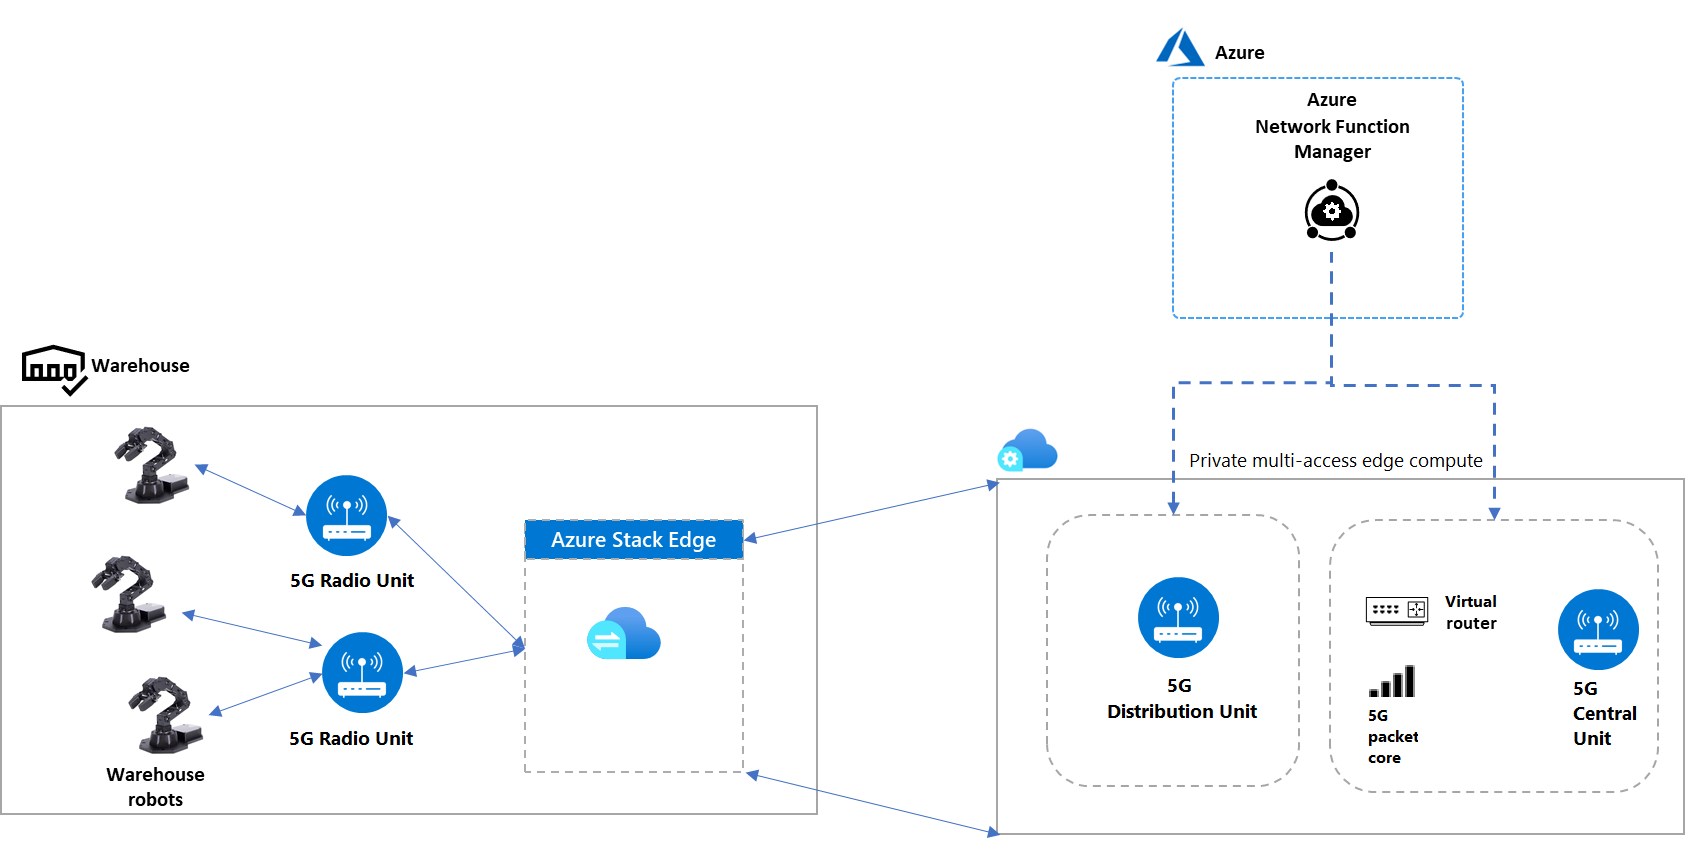 Azure
Azure
Network Function
Manager
Warehouse
Private multi-access edge compute
5G Radio Unit
5G Radio Unit
Warehouse
robots
Azure Stack Edge
5G
Distribution Unit
Virtual
router
5G
packet
core
5G
Central
Unit